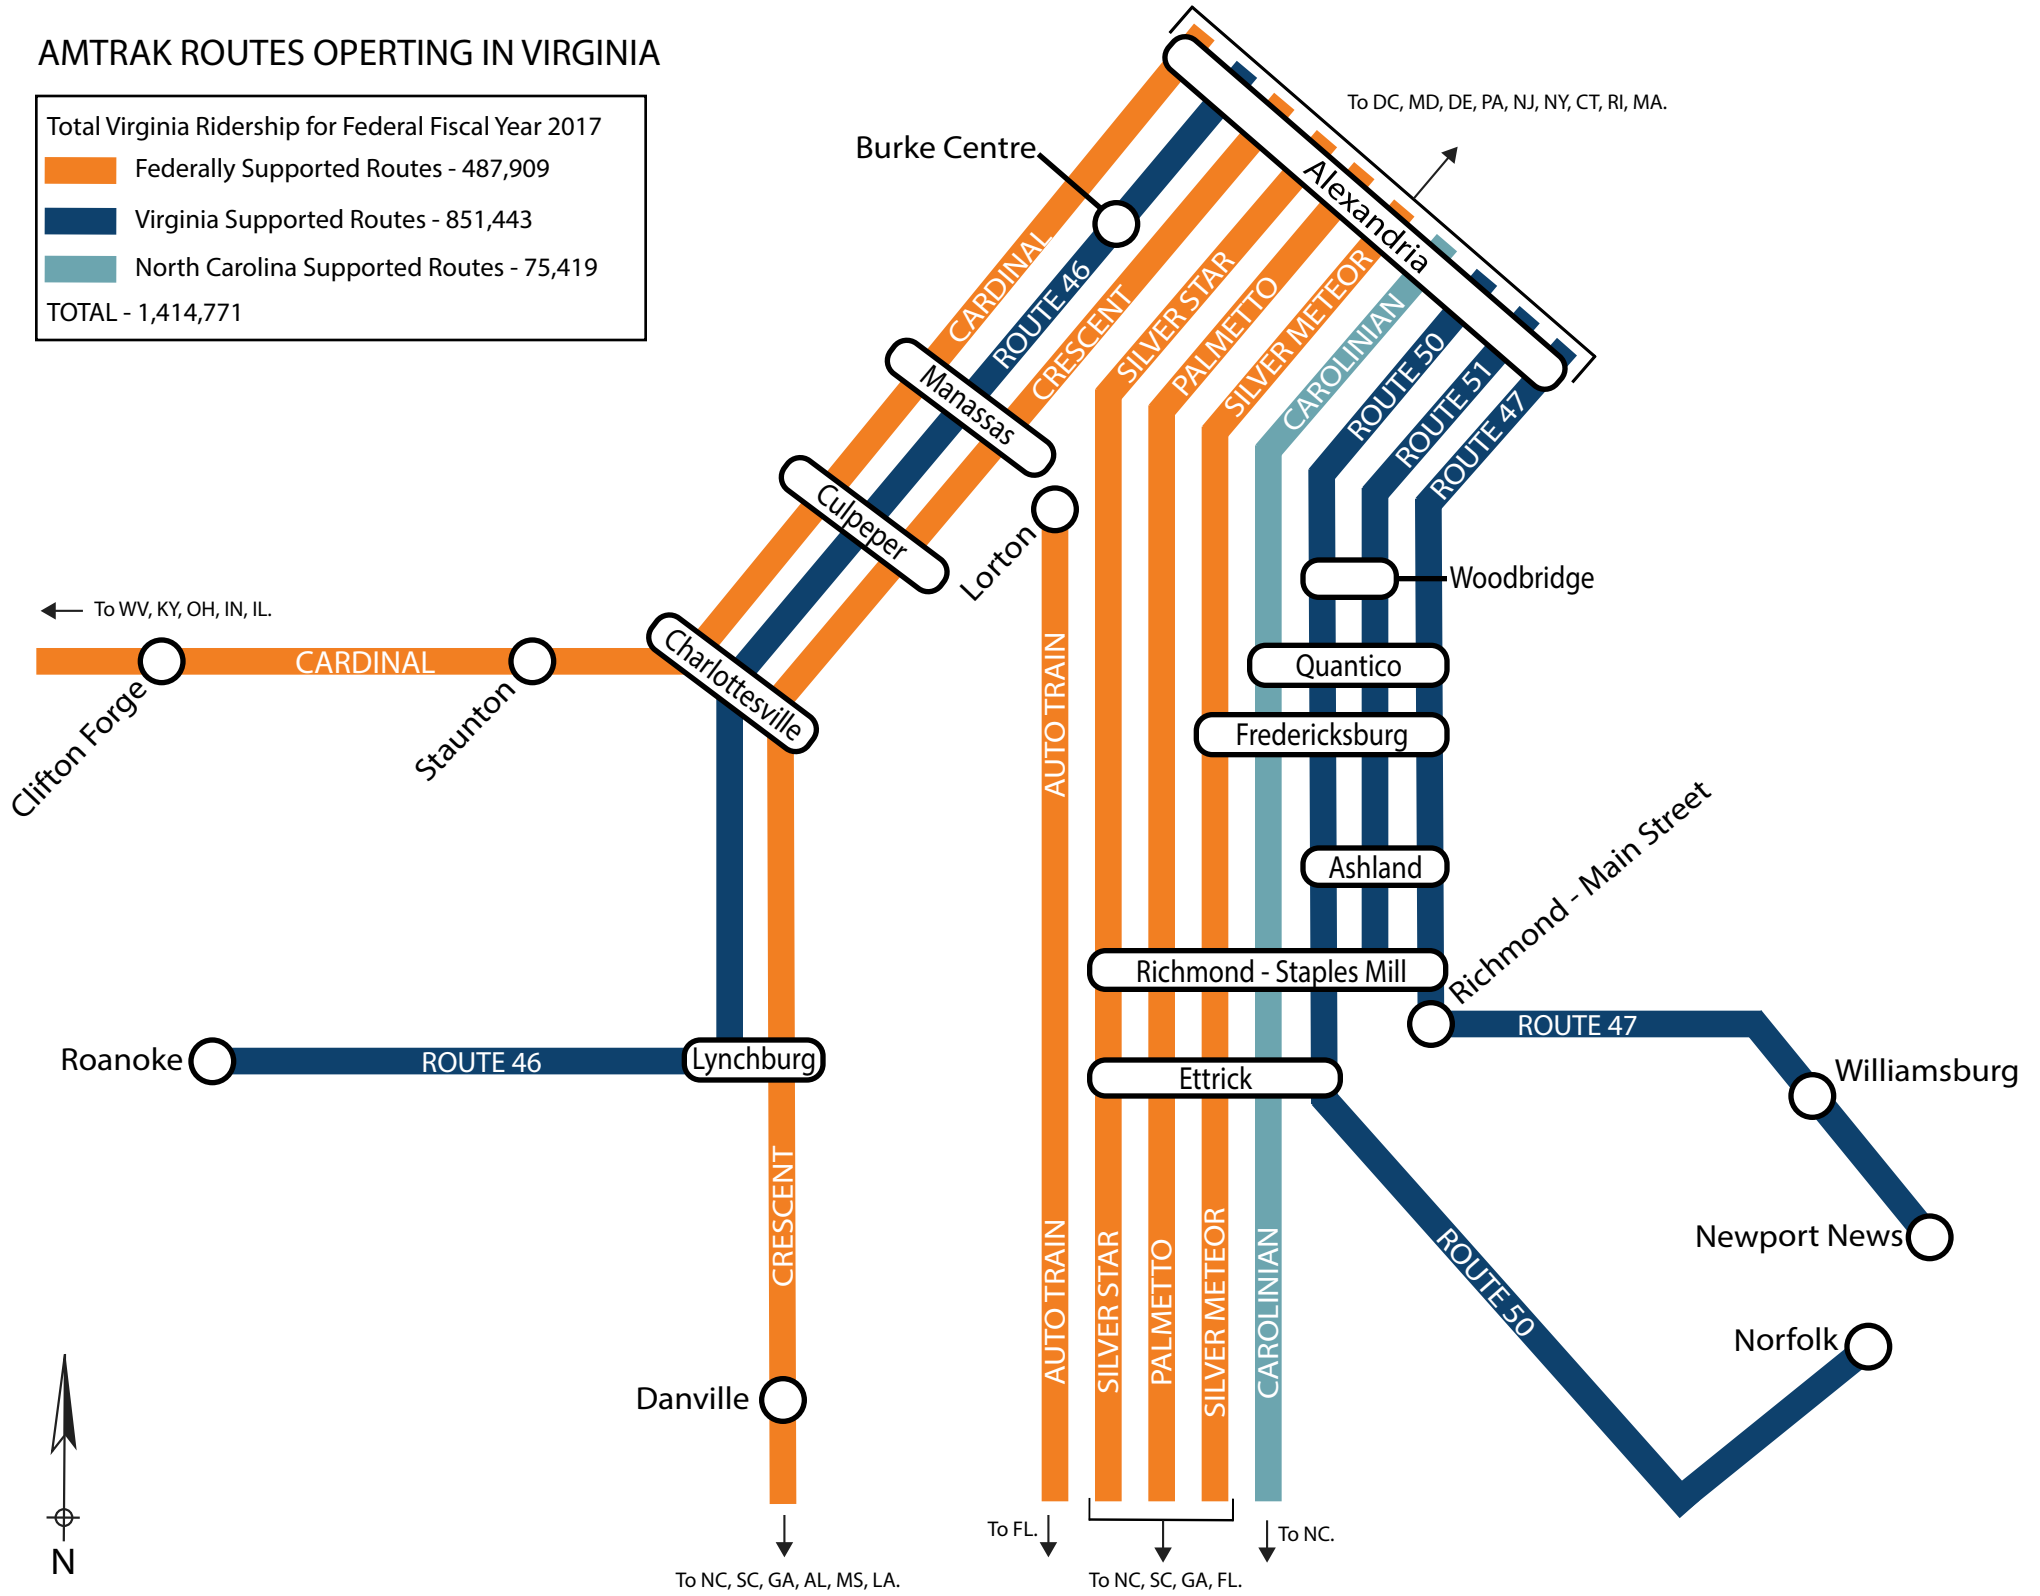 AMTRAK ROUTES OPERTING IN VIRGINIA
Total Virginia Ridership for Federal Fiscal Year 2017
Federally Supported Routes - 487,909
Virginia Supported Routes - 851,443
North Carolina Supported Routes - 75,419
TOTAL - 1,414,771
To DC, MD, DE, PA, NJ, NY, CT, RI, MA.
Alexandria
Burke Centre
CARDINAL
ROUTE 46
CRESCENT
SILVER STAR
PALMETTO
SILVER METEOR
CAROLINIAN
ROUTE 50
ROUTE 51
ROUTE 47
Manassas
Culpeper
Lorton
Woodbridge
To WV, KY, OH, IN, IL.
CARDINAL
Clifton Forge
Staunton
Charlottesville
AUTO TRAIN
Quantico
Fredericksburg
Ashland
Richmond - Main Street
Richmond - Staples Mill
ROUTE 47
Roanoke
ROUTE 46
Lynchburg
Ettrick
Williamsburg
CRESCENT
AUTO TRAIN
SILVER STAR
PALMETTO
SILVER METEOR
CAROLINIAN
ROUTE 50
Newport News
Norfolk
Danville
N
To FL.
To NC.
To NC, SC, GA, AL, MS, LA.
To NC, SC, GA, FL.